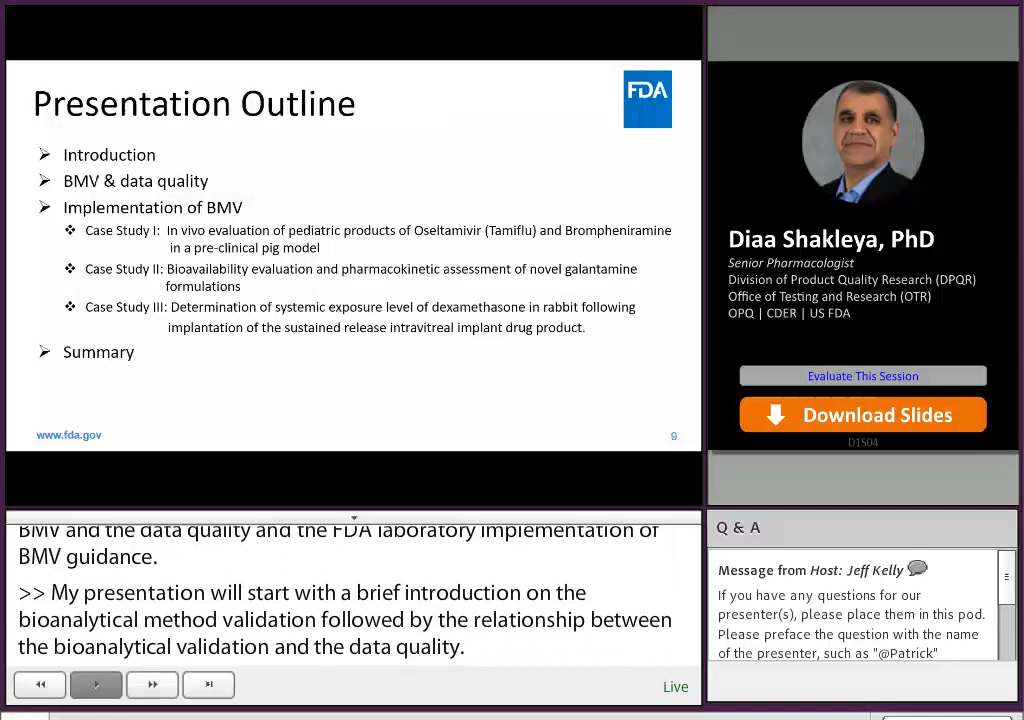 Presentation Outline
FDA
Introduction
BMV & data quality
Implementation of BMV
Case Study I: In vivo evaluation of pediatric products of Oseltamivir (Tamiflu) and Brompheniramine
in a pre-clinical pig model
Case Study II: Bioavailability evaluation and pharmacokinetic assessment of novel galantamine
formulations
Case Study III: Determination of systemic exposure level of dexamethasone in rabbit following
implantation of the sustained release intravitreal implant drug product.
Summary
www.fda.gov
9
Diaa Shakleya, PhD
Senior Pharmacologist
Division of Product Quality Research (DPQR)
Office of Testing and Research (OTR)
OPQ | CDER | US FDA
Evaluate This Session
Download Slides
D1S04
BMV and the data quality and the FDA laboratory implementation of
BMV guidance.
>> My presentation will start with a brief introduction on the
bioanalytical method validation followed by the relationship between
the bioanalytical validation and the data quality.
Live
Q & A
Message from Host: Jeff Kelly
If you have any questions for our
presenter(s), please place them in this pod.
Please preface the question with the name
of the presenter, such as "@Patrick"